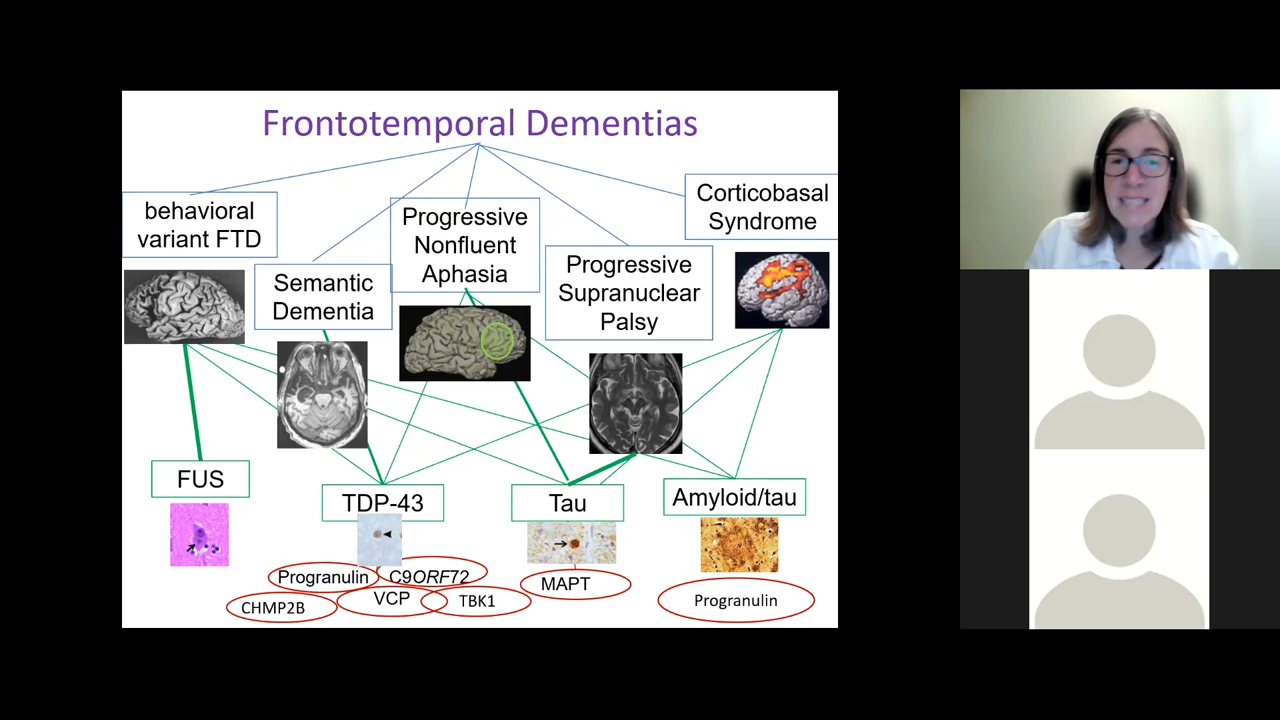 Frontotemporal Dementias
behavioral
variant FTD
Semantic
Dementia
Progressive
Nonfluent
Aphasia
Progressive
Supranuclear
Palsy
Corticobasal
Syndrome
FUS
TDP-43
Tau
Amyloid/tau
Progranulin
C9ORF72
CHMP2B
VCP
TBK1
MAPT
Progranulin